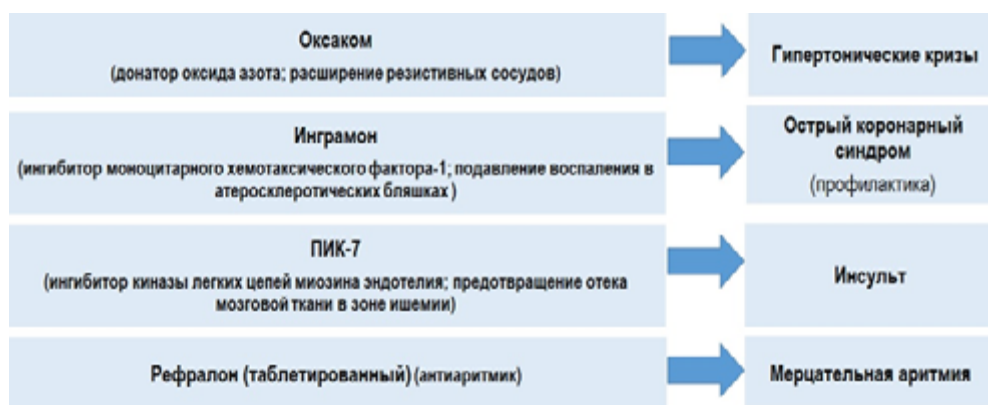 Оксаком
(донатор оксида азота; расширение резистивных сосудов)
Гипертонические кризы
Инграмон
(ингибитор моноцитарного хемотаксического фактора-1; подавление воспаления в
атеросклеротических бляшках )
Острый коронарный
синдром
(профилактика)
ПИК-7
(ингибитор киназы легких цепей миозина эндотелия; предотвращение отека
мозговой ткани в зоне ишемии)
Инсульт
Рефралон (таблетированный) (антиаритмик)
Мерцательная аритмия